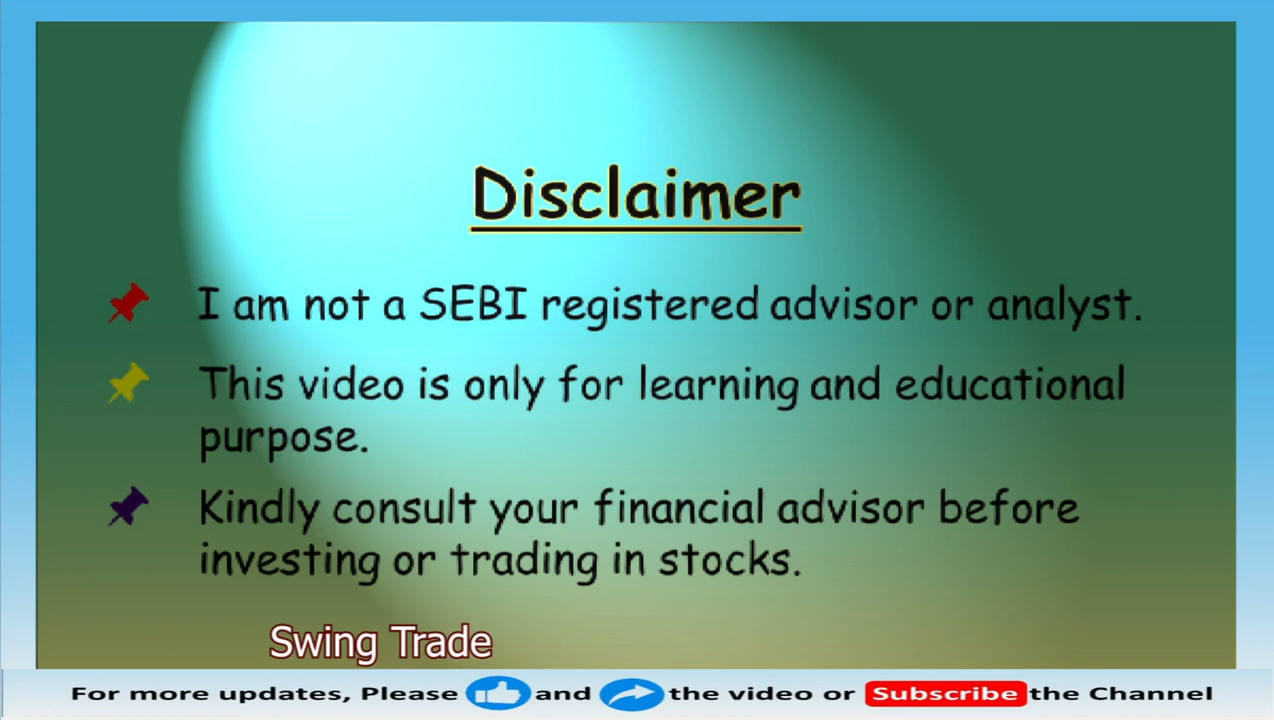 Disclaimer
I am not a SEBI registered advisor or analyst.
This video is only for learning and educational
purpose.
Kindly consult your financial advisor before
investing or trading in stocks.
Swing Trade
For more updates, Please and the video or Subscribe the Channel